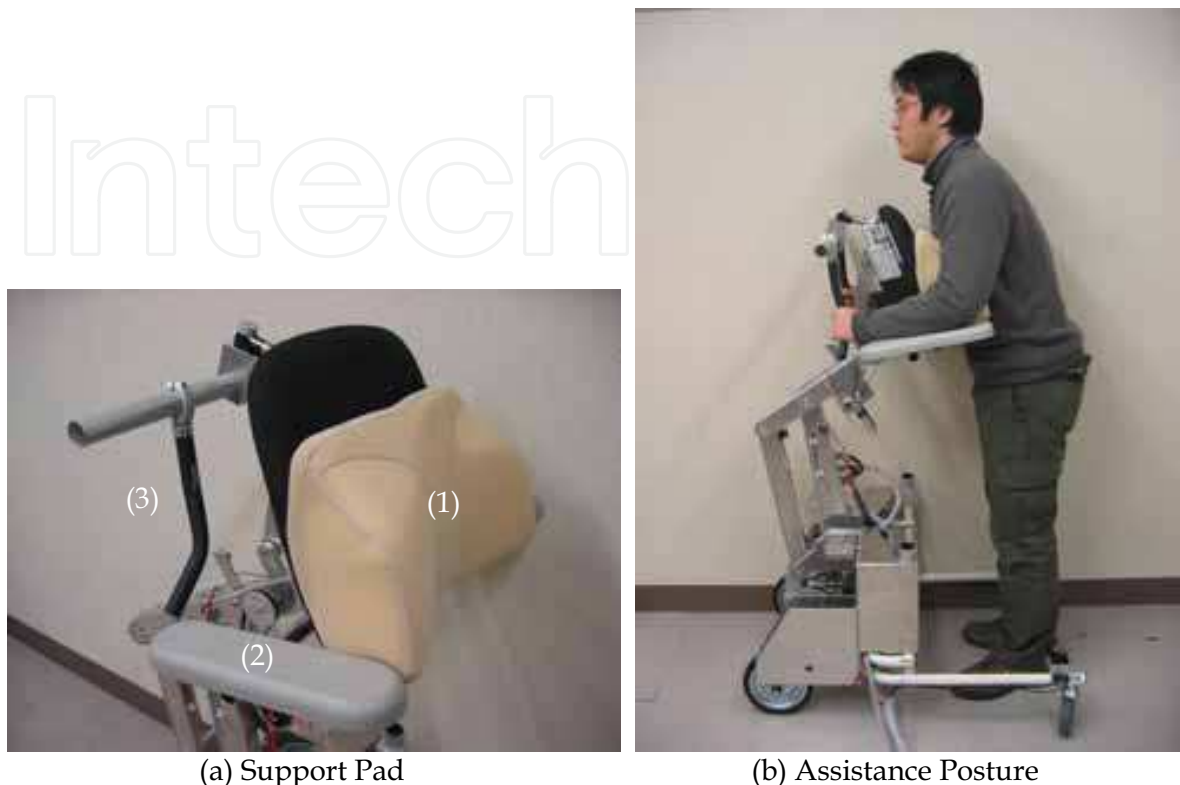 Intech
(1)
(3)
(2)
(a) Support Pad
(b) Assistance Posture